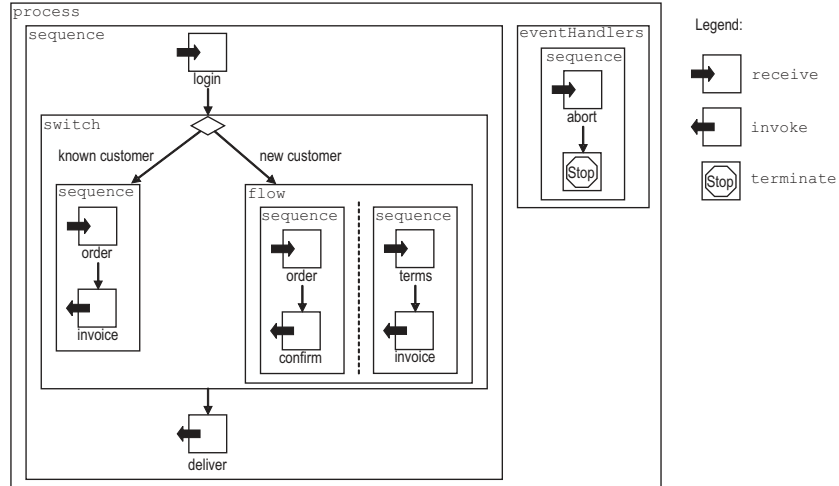 process
sequence
login
switch
known customer
new customer
sequence
order
invoice
flow
sequence
order
confirm
sequence
terms
invoice
deliver
eventHandlers
sequence
abort
Stop
Legend:
receive
invoke
Stop
terminate